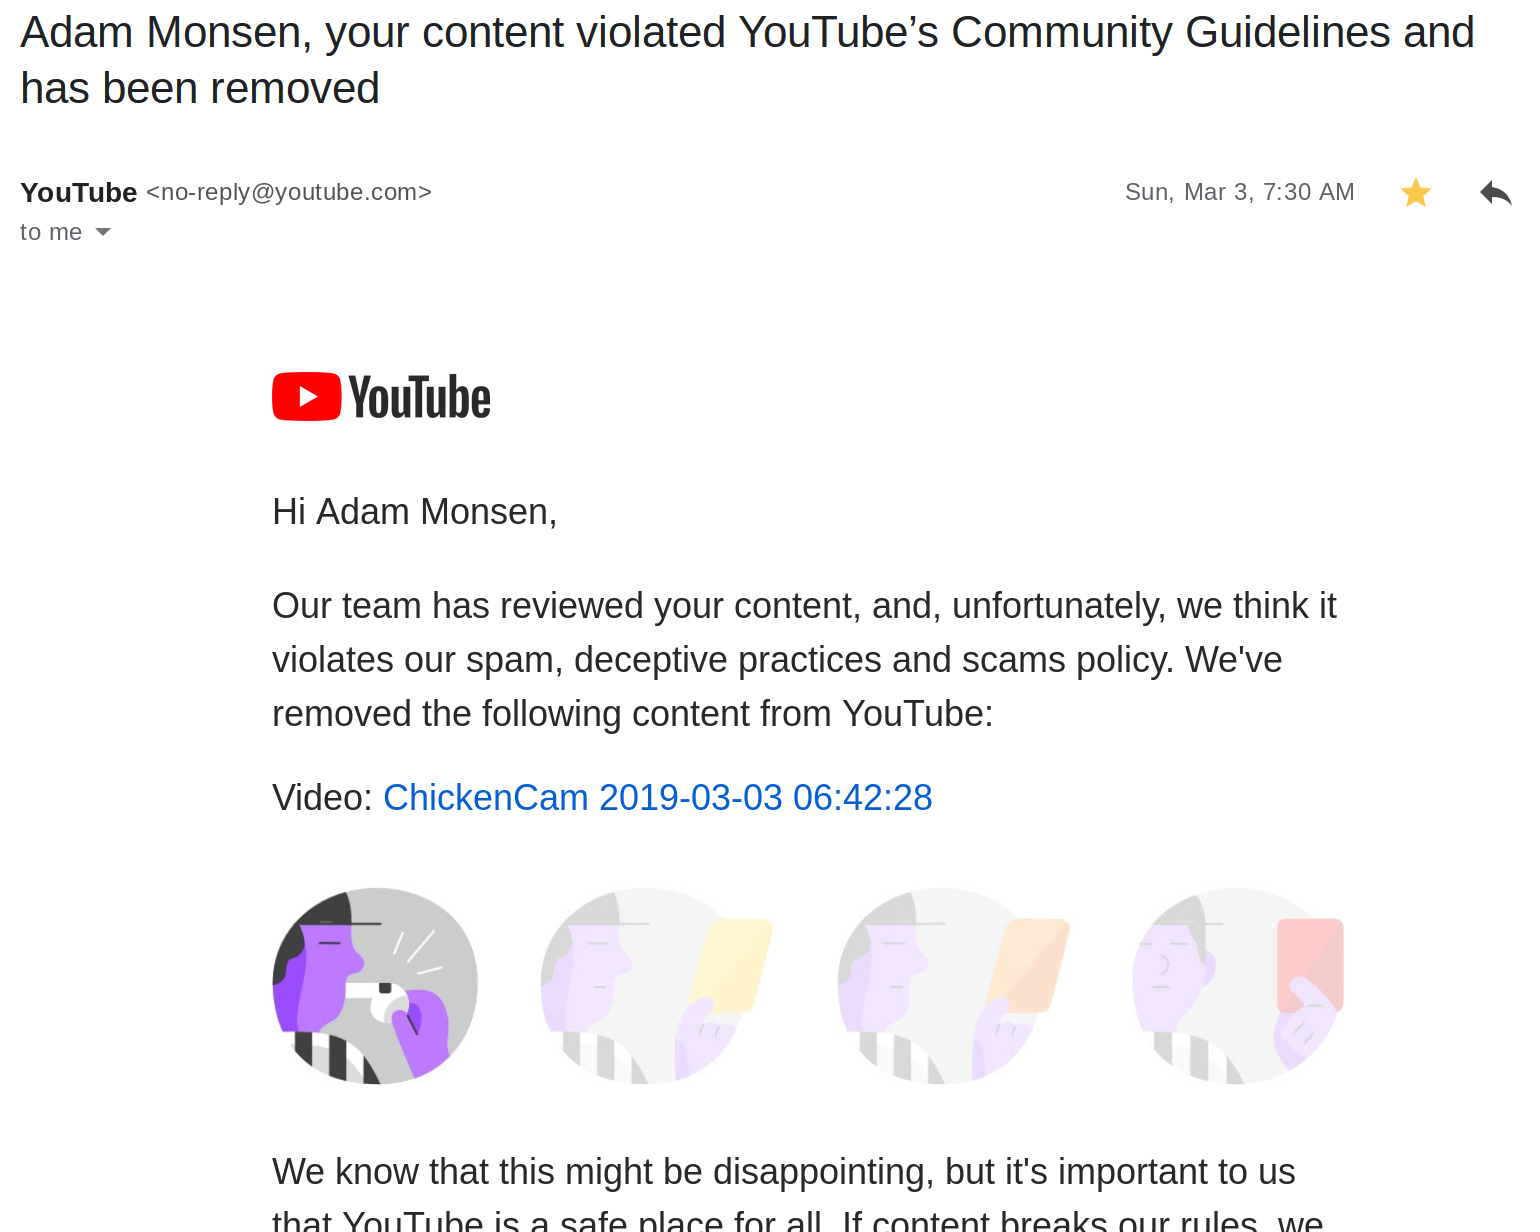 Adam Monsen, your content violated YouTube’s Community Guidelines and
has been removed
YouTube <no-reply@youtube.com>
Sun, Mar 3, 7:30 AM
to me
YouTube
Hi Adam Monsen,
Our team has reviewed your content, and, unfortunately, we think it
violates our spam, deceptive practices and scams policy. We've
removed the following content from YouTube:
Video: ChickenCam 2019-03-03 06:42:28
We know that this might be disappointing, but it's important to us
that YouTube is a safe place for all. If content breaks our rules, we